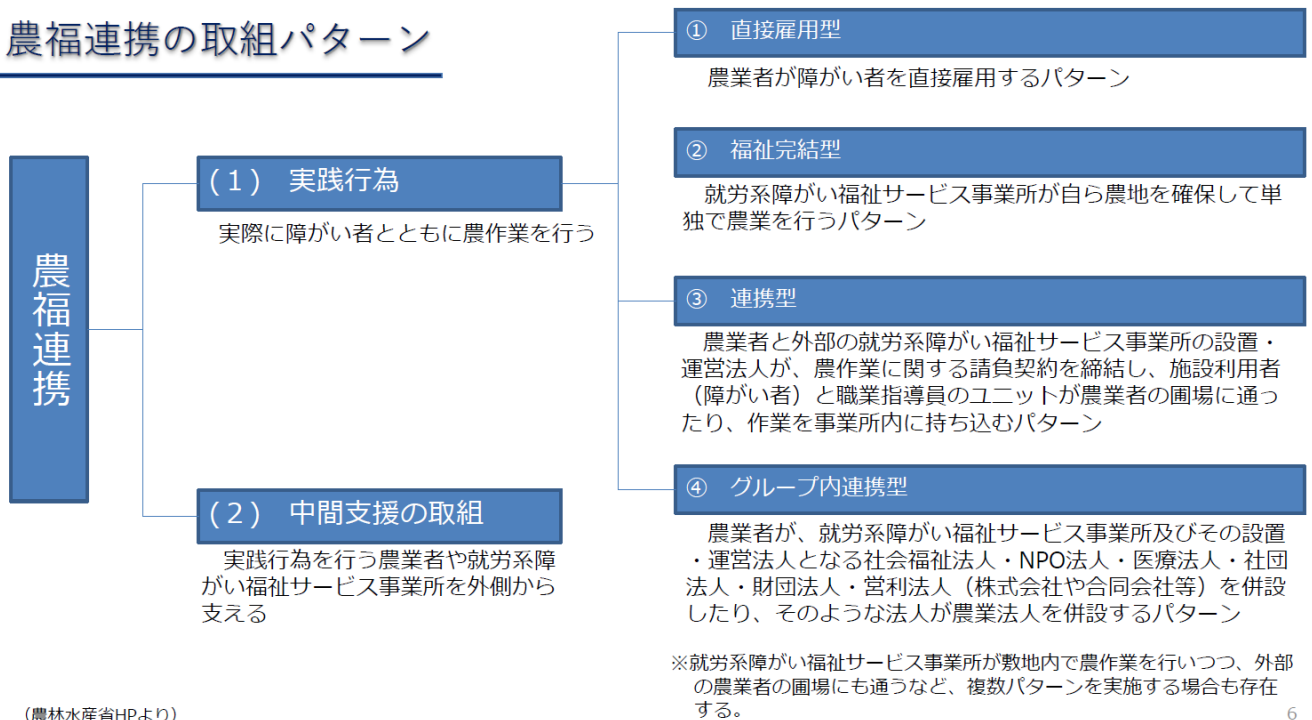 農福連携の取組パターン
農福連携
(１) 実践行為
実際に障がい者とともに農作業を行う
(２) 中間支援の取組
実践行為を行う農業者や就労系障
がい福祉サービス事業所を外側から
支える
① 直接雇用型
農業者が障がい者を直接雇用するパターン
② 福祉完結型
就労系障がい福祉サービス事業所が自ら農地を確保して単
独で農業を行うパターン
③ 連携型
農業者と外部の就労系障がい福祉サービス事業所の設置・
運営法人が、農作業に関する請負契約を締結し、施設利用者
（障がい者）と職業指導員のユニットが農業者の圃場に通っ
たり、作業を事業所内に持ち込むパターン
④ グループ内連携型
農業者が、就労系障がい福祉サービス事業所及びその設置
・運営法人となる社会福祉法人・NPO法人・医療法人・社団
法人・財団法人・営利法人（株式会社や合同会社等）を併設
したり、そのような法人が農業法人を併設するパターン
※就労系障がい福祉サービス事業所が敷地内で農作業を行いつつ、外部
の農業者の圃場にも通うなど、複数パターンを実施する場合も存在
する。
（農林水産省HPより）
6